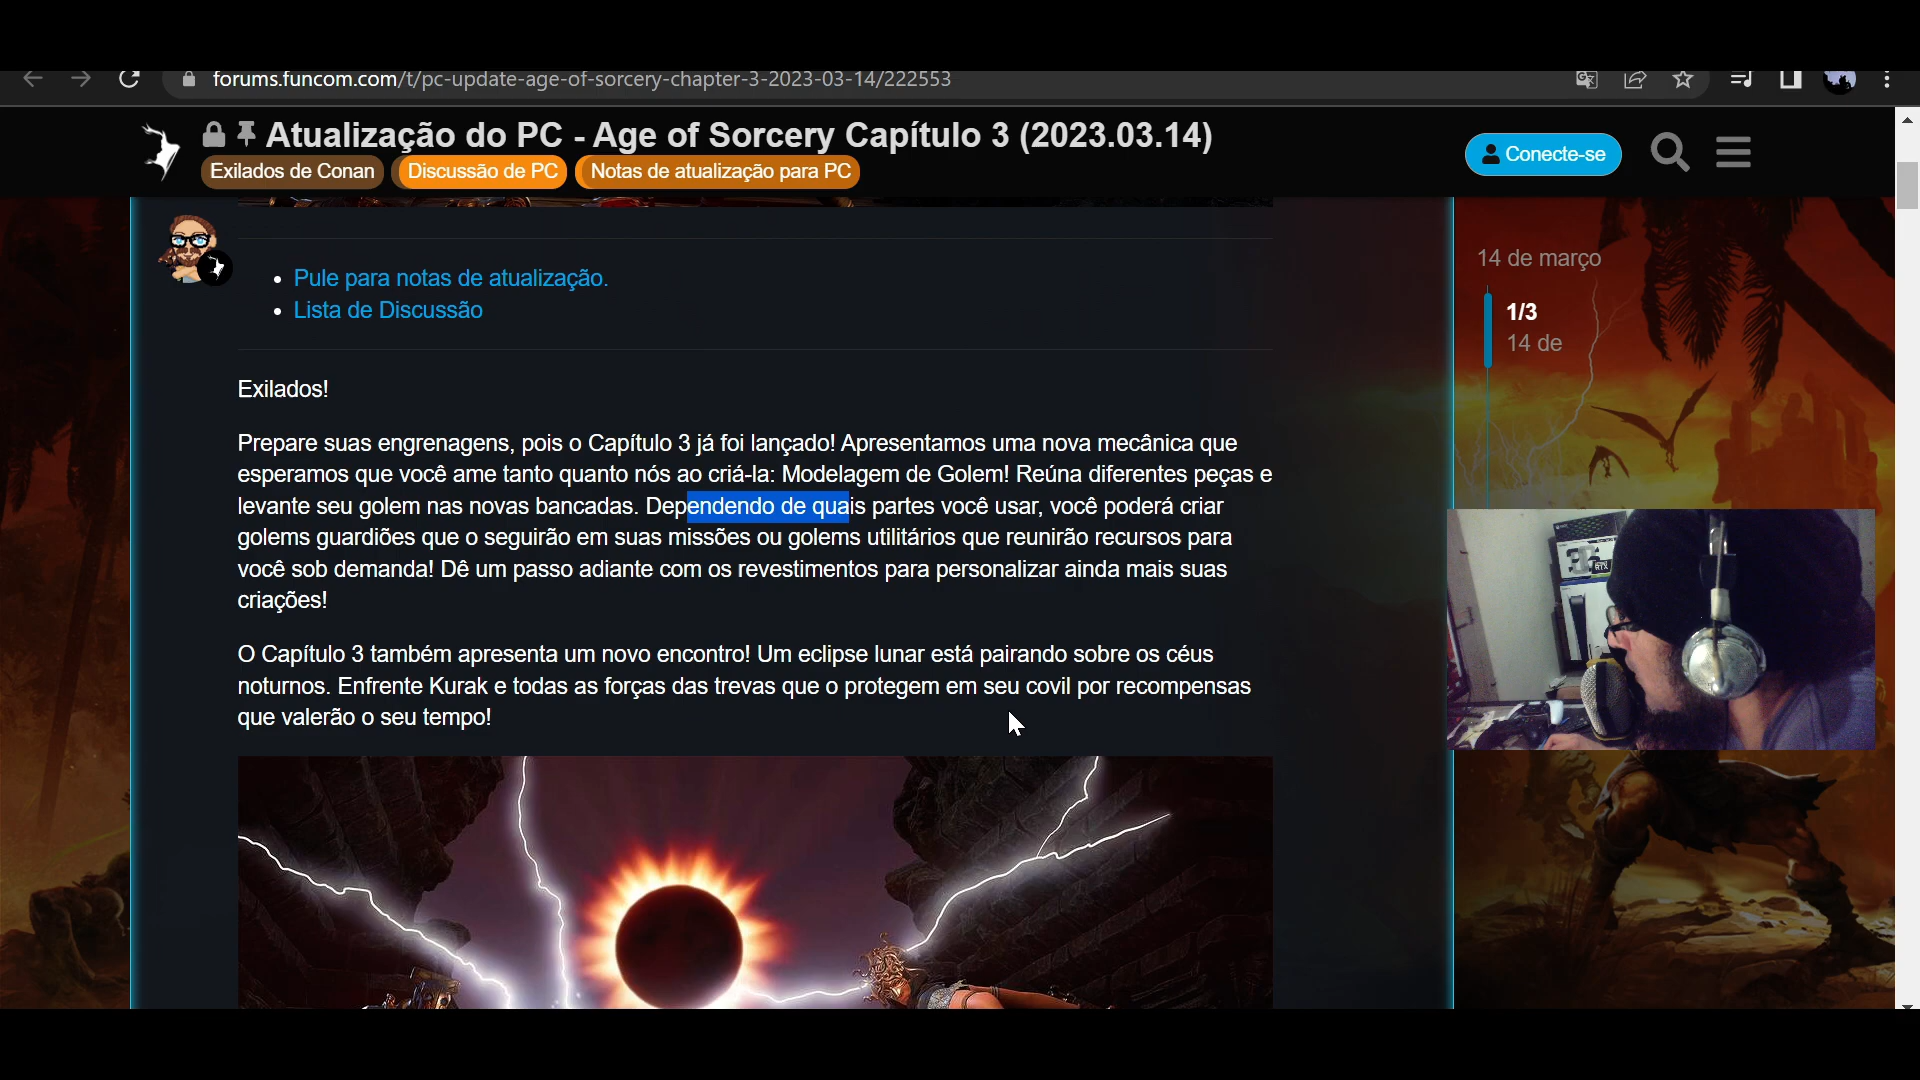 forums.funcom.com/t/pc-update-age-of-sorcery-chapter-3-2023-03-14/222553
Atualização do PC - Age of Sorcery Capítulo 3 (2023.03.14)
Exilados de Conan
Discussão de PC
Notas de atualização para PC
Conecte-se
Pule para notas de atualização.
Lista de Discussão
14 de março
1/3
14 de
Exilados!
Prepare suas engrenagens, pois o Capítulo 3 já foi lançado! Apresentamos uma nova mecânica que
esperamos que você ame tanto quanto nós ao criá-la: Modelagem de Golem! Reúna diferentes peças e
levante seu golem nas novas bancadas. Dependendo de quais partes você usar, você poderá criar
golems guardiões que o seguirão em suas missões ou golems utilitários que reunirão recursos para
você sob demanda! Dê um passo adiante com os revestimentos para personalizar ainda mais suas
criações!
O Capítulo 3 também apresenta um novo encontro! Um eclipse lunar está pairando sobre os céus
noturnos. Enfrente Kurak e todas as forças das trevas que o protegem em seu covil por recompensas
que valerão o seu tempo!